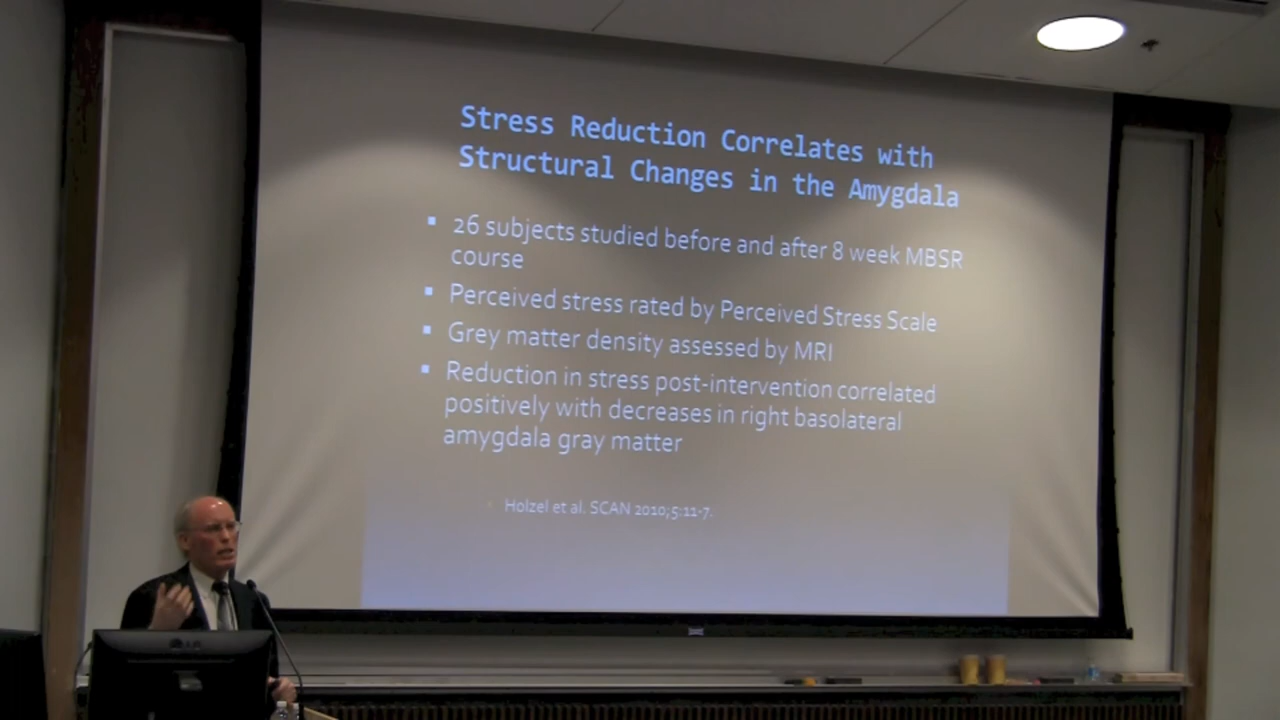 Stress Reduction Correlates with
Structural Changes in the Amygdala
▪ 26 subjects studied before and after 8 week MBSR
course
▪ Perceived stress rated by Perceived Stress Scale
▪ Grey matter density assessed by MRI
▪ Reduction in stress post-intervention correlated
positively with decreases in right basolateral
amygdala gray matter
▪ Holzel et al. SCAN 2010;5:11-7.
LG